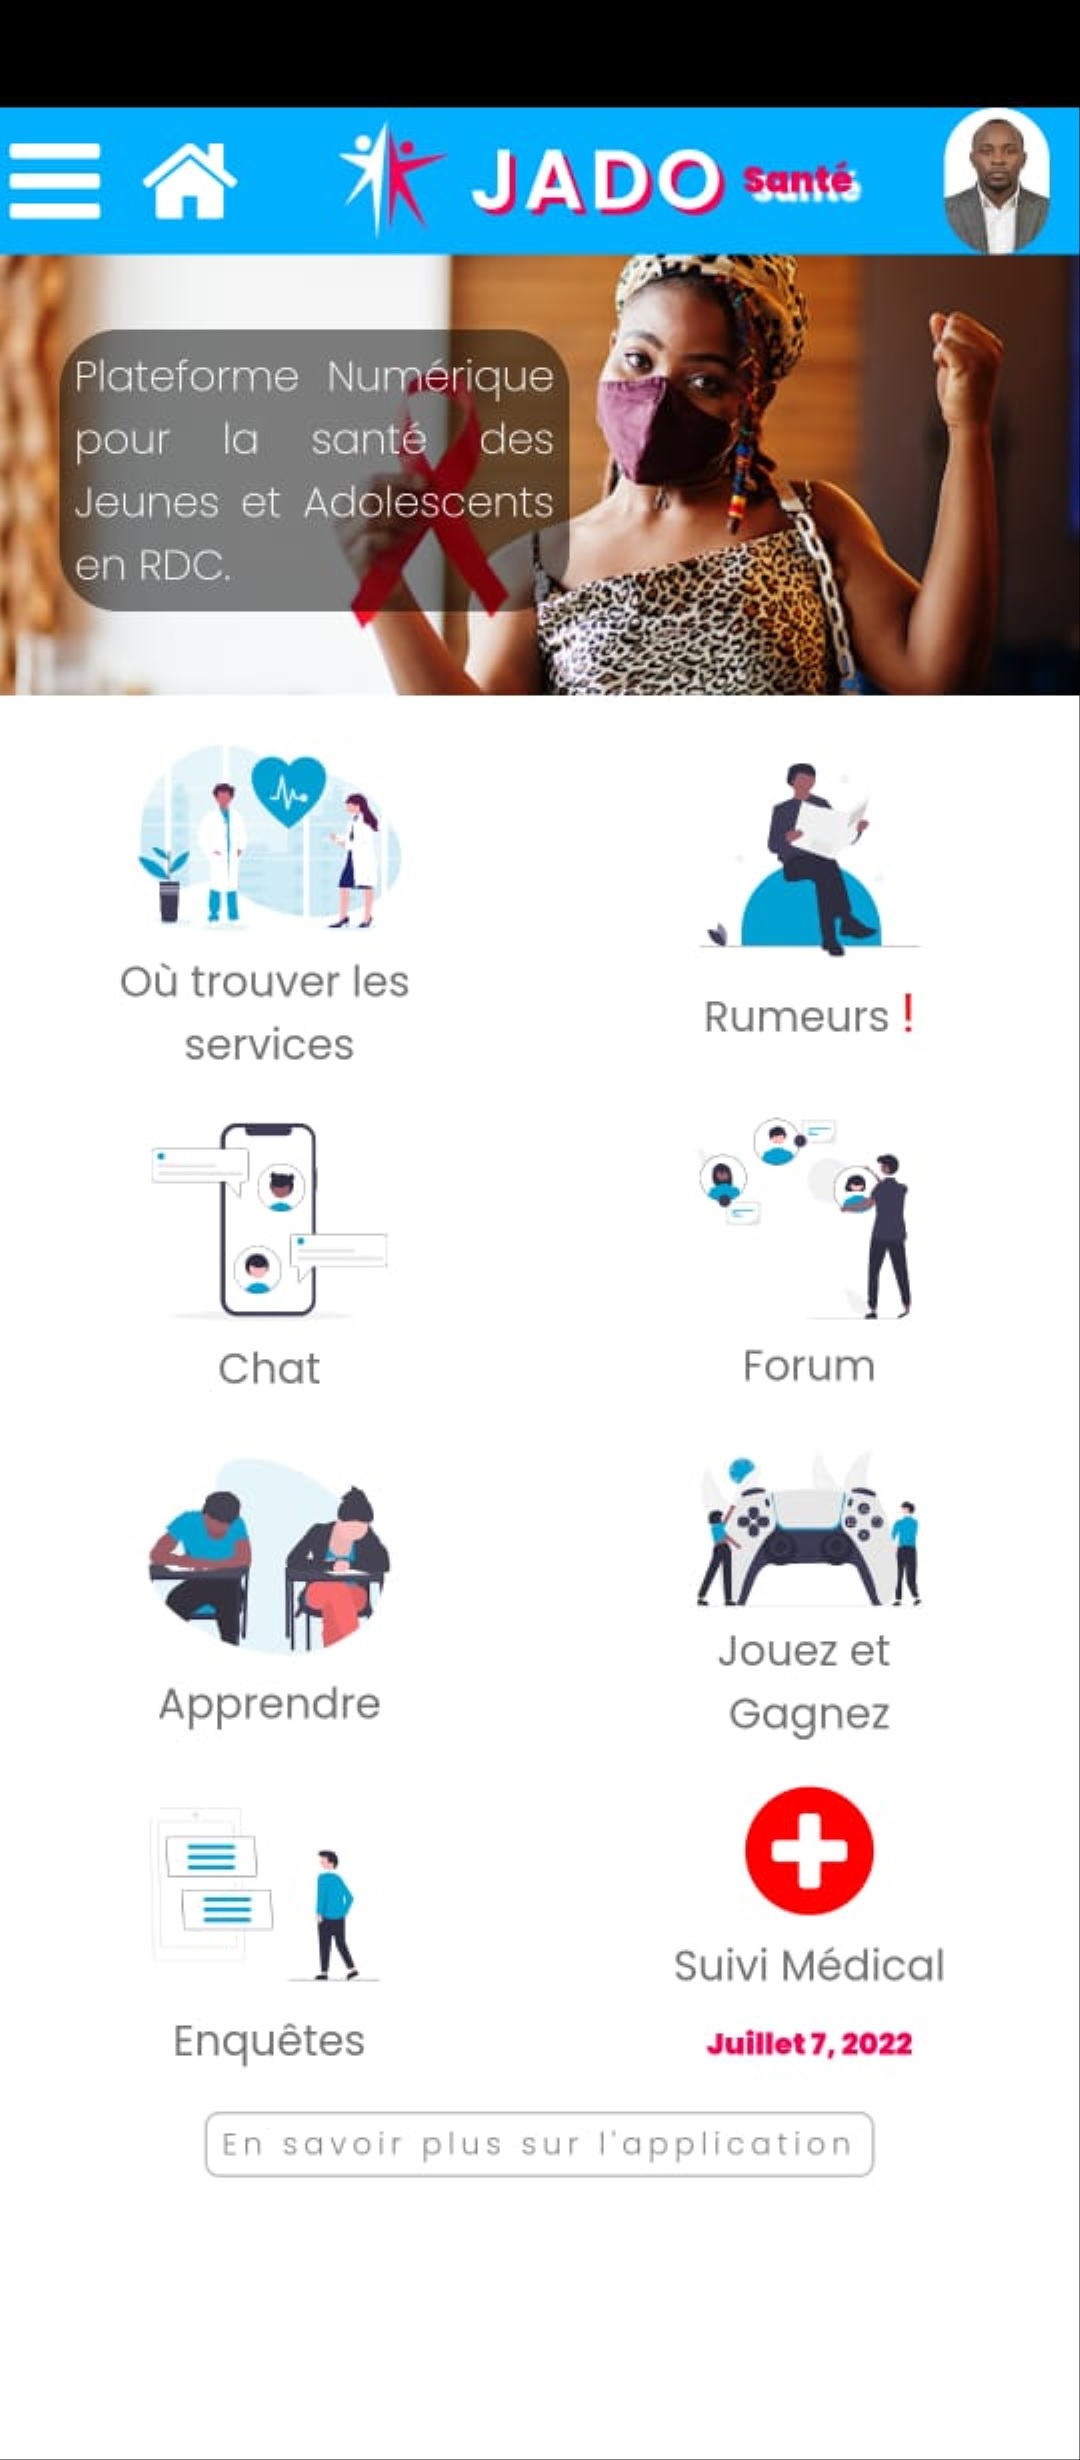 JADO Santé
Plateforme Numérique
pour la santé des
Jeunes et Adolescents
en RDC.
Où trouver les
services
Rumeurs !
Chat
Forum
Apprendre
Jouez et
Gagnez
Enquêtes
Suivi Médical
Juillet 7, 2022
En savoir plus sur l'application